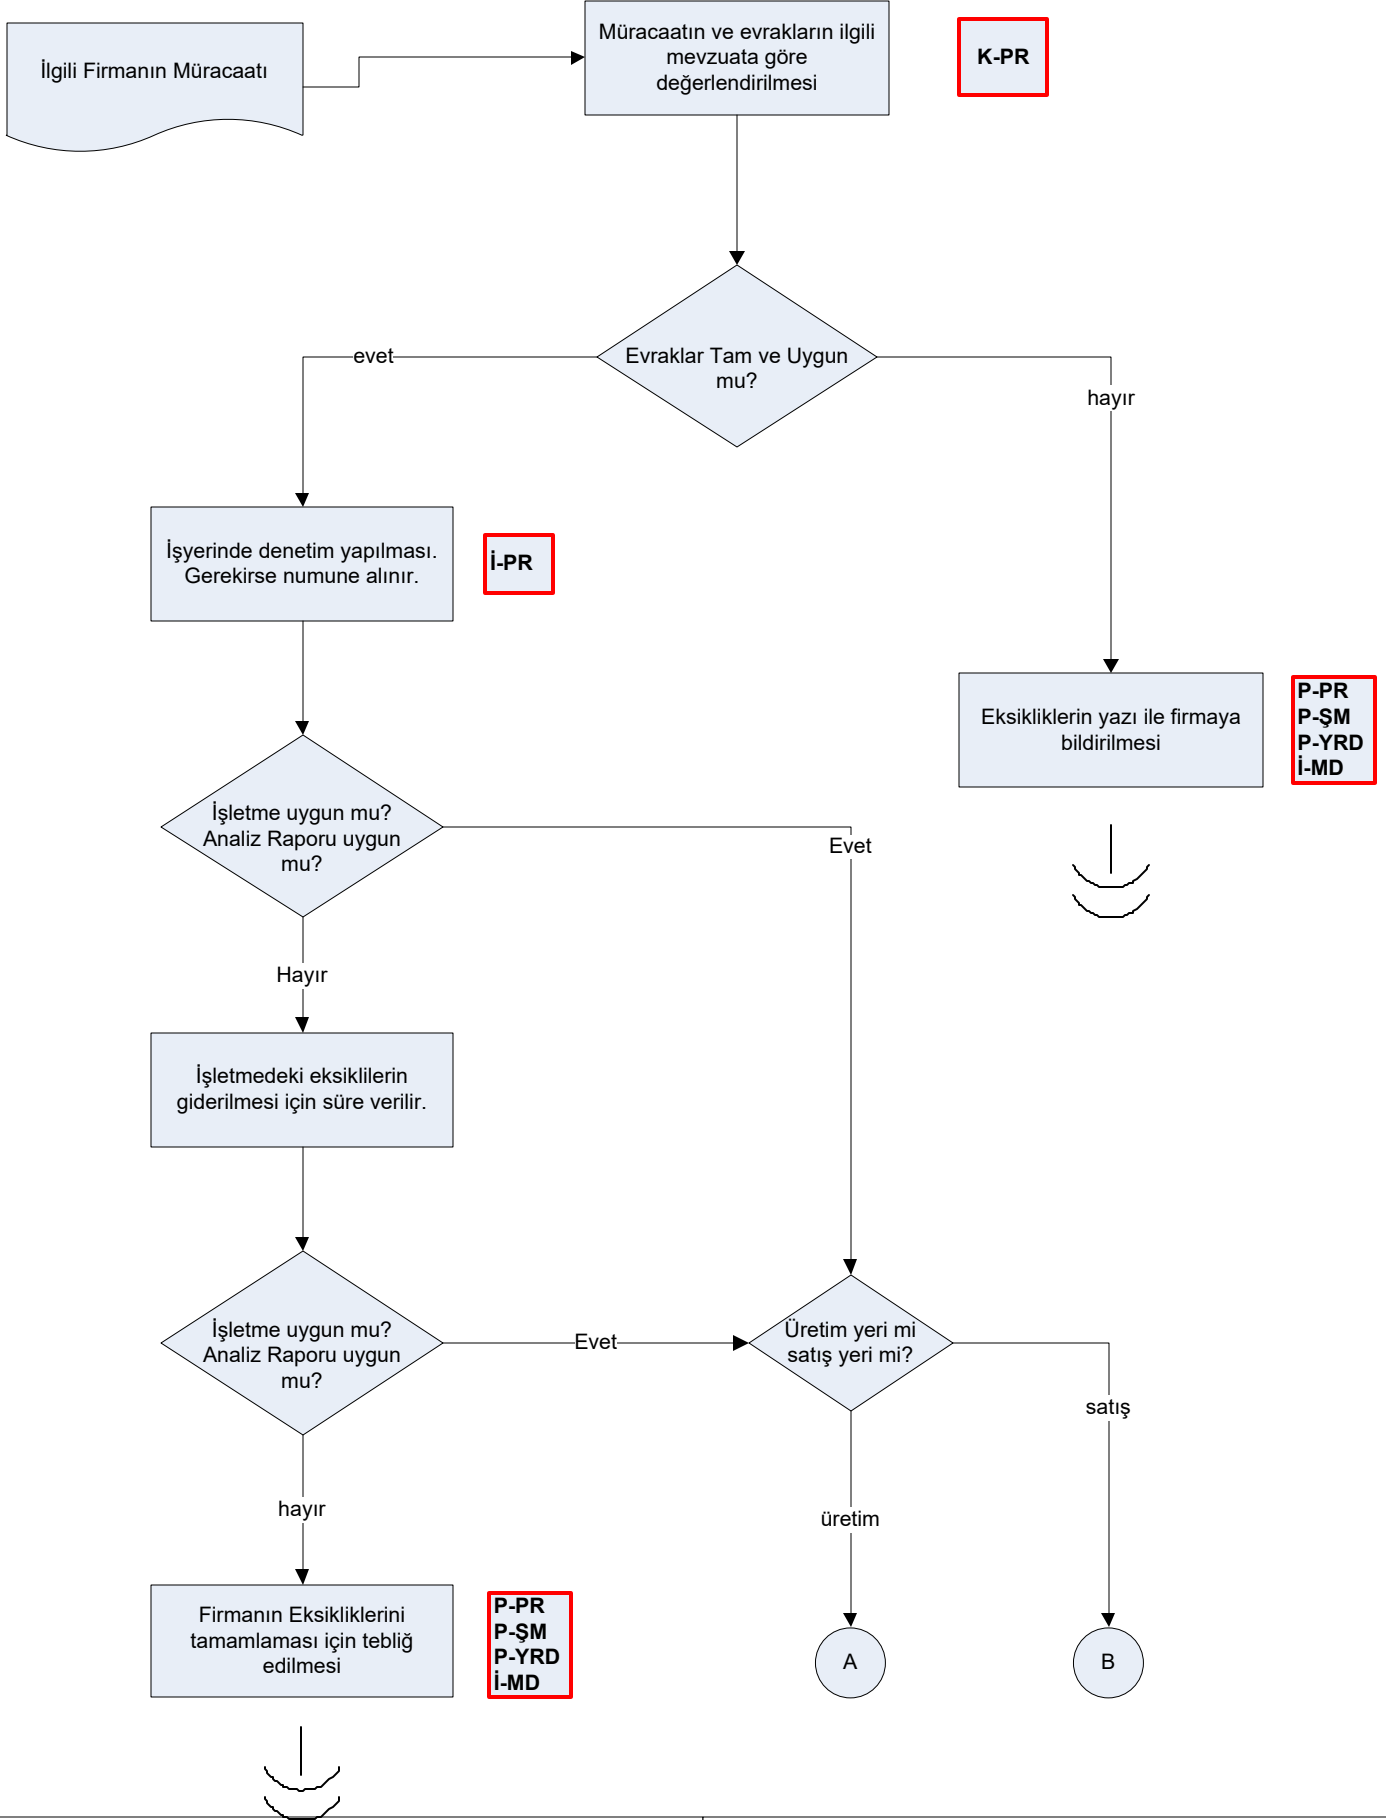 İlgili Firmanın Müracaatı
Müracaatın ve evrakların ilgili
mevzuata göre
değerlendirilmesi
K-PR
Evraklar Tam ve Uygun
mu?
evet
hayır
İşyerinde denetim yapılması.
Gerekirse numune alınır.
İ-PR
Eksikliklerin yazı ile firmaya
bildirilmesi
P-PR
P-ŞM
P-YRD
İ-MD
İşletme uygun mu?
Analiz Raporu uygun
mu?
Evet
Hayır
İşletmedeki eksiklilerin
giderilmesi için süre verilir.
İşletme uygun mu?
Analiz Raporu uygun
mu?
Evet
Üretim yeri mi
satış yeri mi?
satış
hayır
üretim
Firmanın Eksikliklerini
tamamlaması için tebliğ
edilmesi
P-PR
P-ŞM
P-YRD
İ-MD
A
B